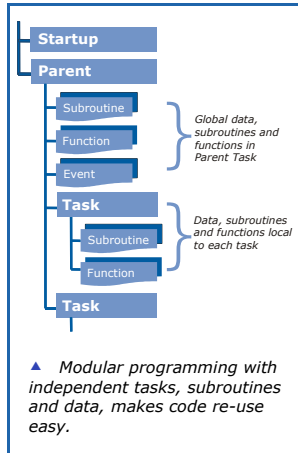 Startup
Parent
Subroutine
Function
Event
Global data,
subroutines and
functions in
Parent Task
Task
Subroutine
Function
Data, subroutines
and functions local
to each task
Task
▲ Modular programming with
independent tasks, subroutines
and data, makes code re-use
easy.